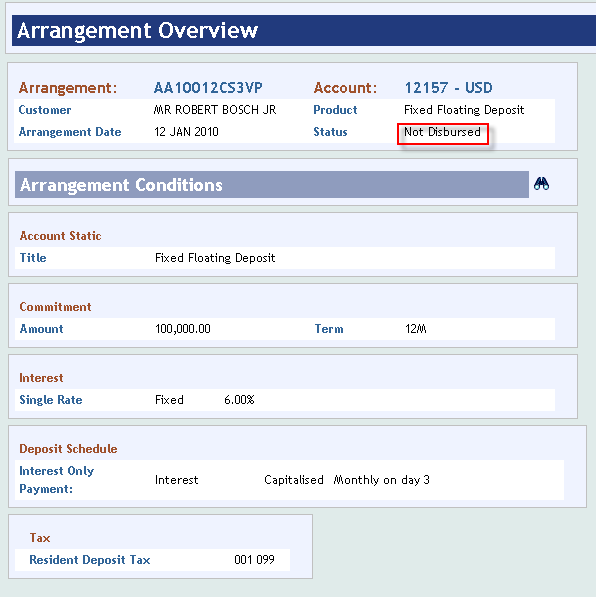 Arrangement Overview
Arrangement: AA10012CS3VP Account: 12157 - USD
Customer MR ROBERT BOSCH JR Product Fixed Floating Deposit
Arrangement Date 12 JAN 2010 Status Not Disbursed
Arrangement Conditions
Account Static
Title Fixed Floating Deposit
Commitment
Amount 100,000.00 Term 12M
Interest
Single Rate Fixed 6.00%
Deposit Schedule
Interest Only
Payment: Interest Capitalised Monthly on day 3
Tax
Resident Deposit Tax 001 099